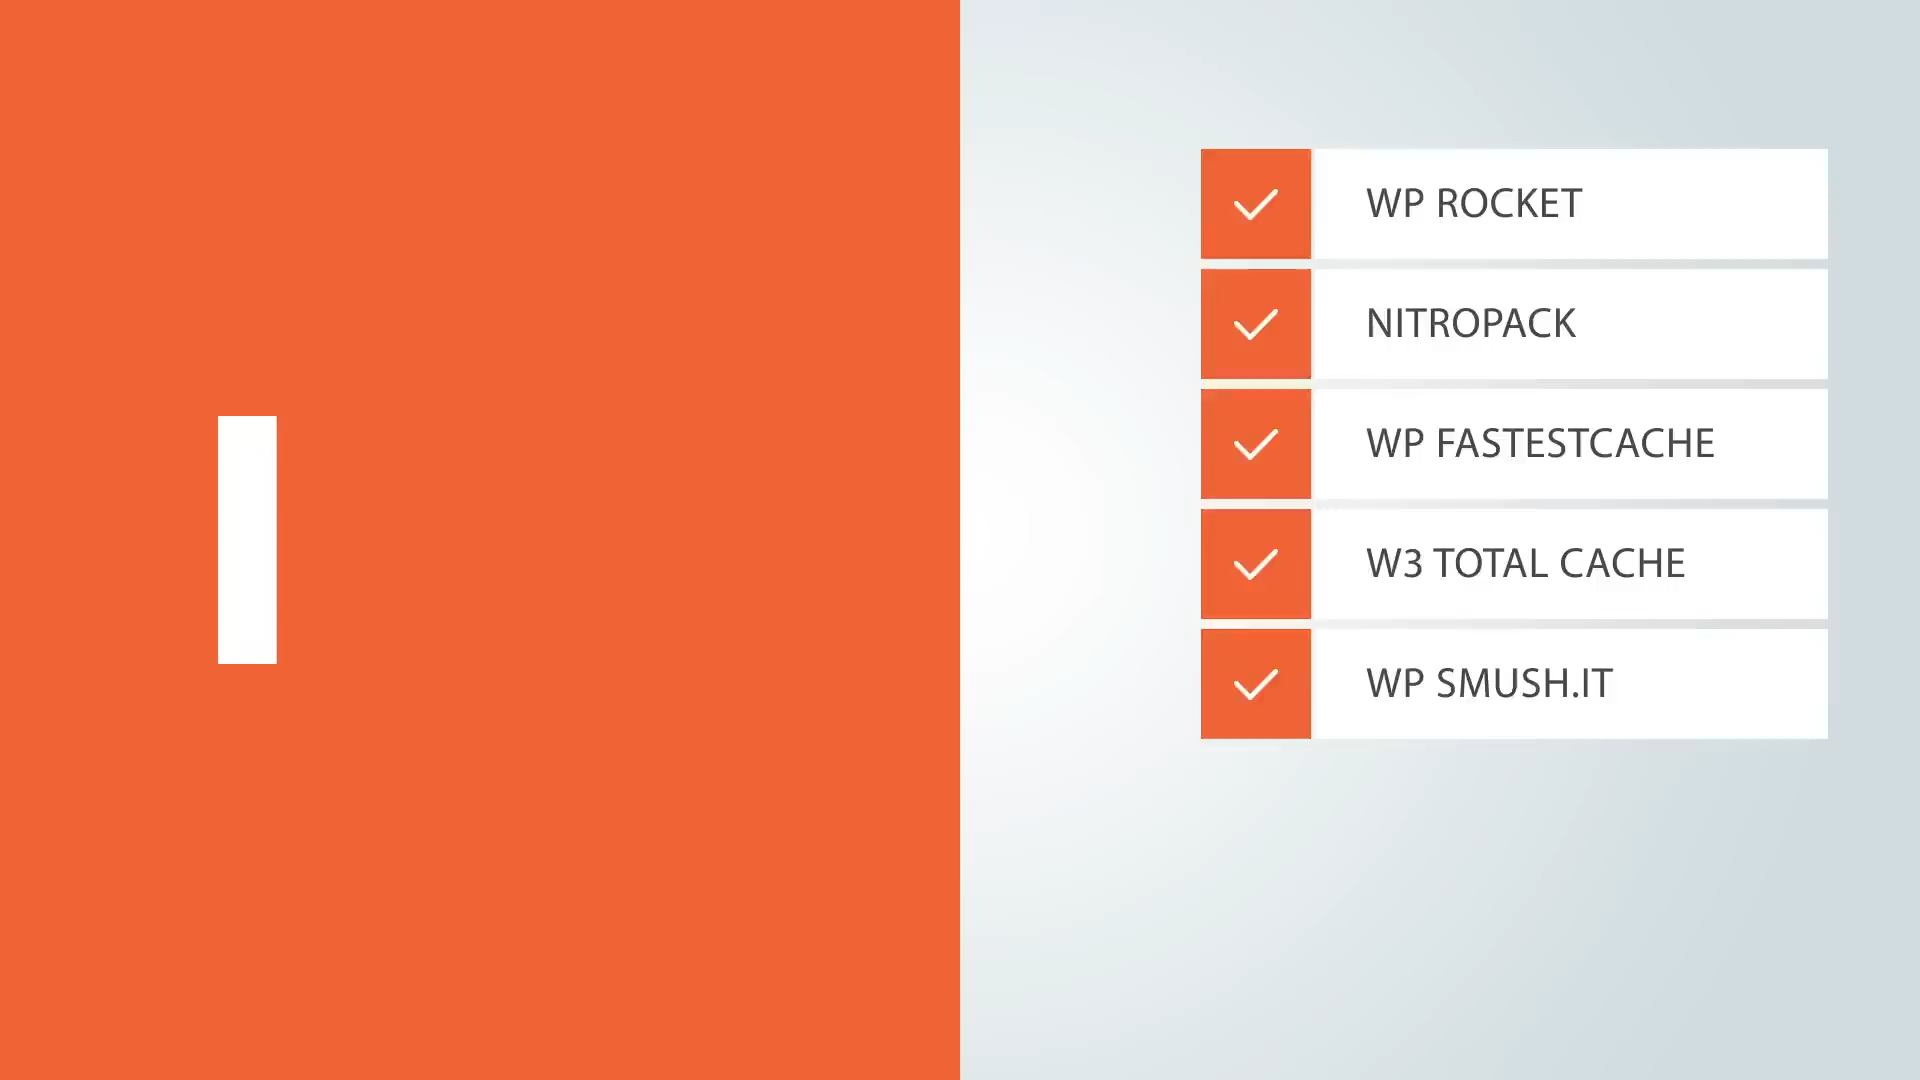 WP ROCKET
NITROPACK
WP FASTESTCACHE
W3 TOTAL CACHE
WP SMUSH.IT